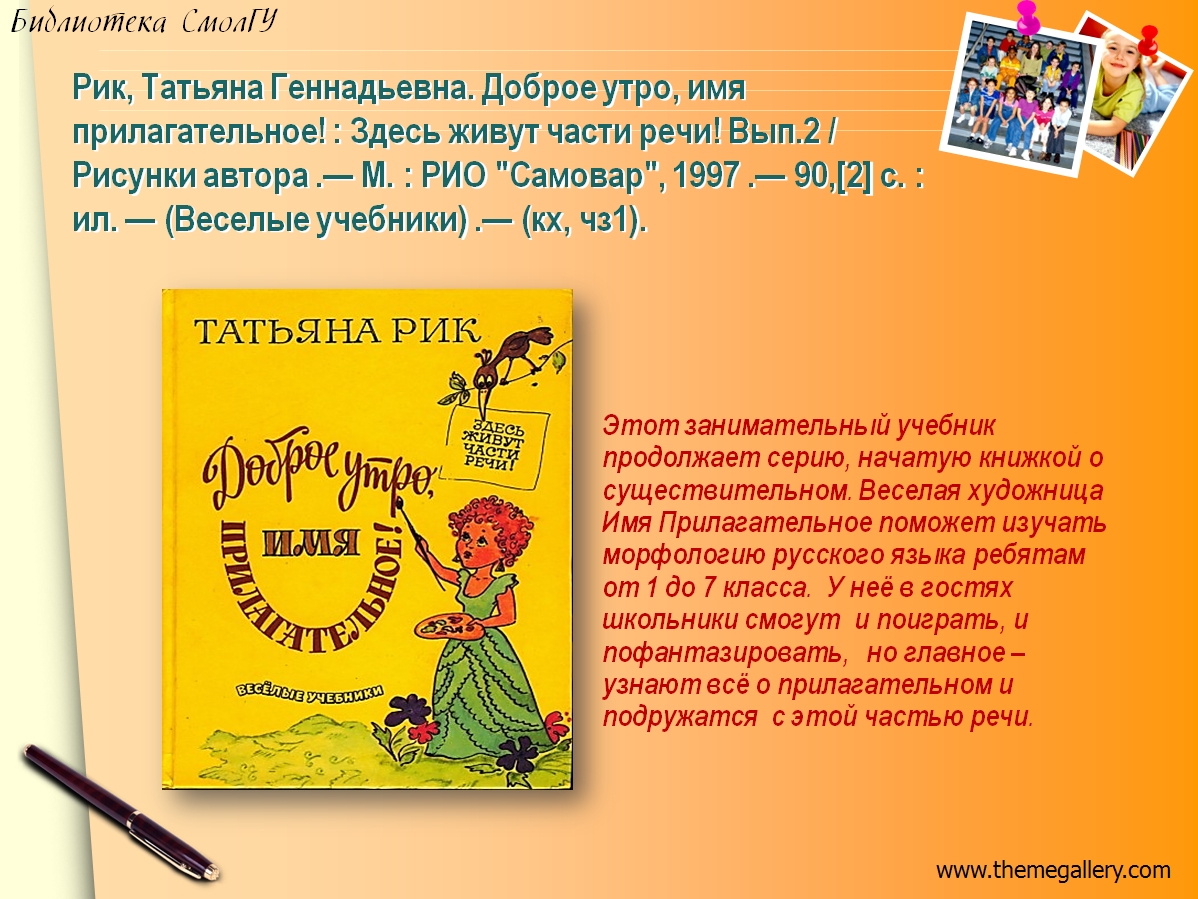 Библиотека СмолГУ
Рик, Татьяна Геннадьевна. Доброе утро, имя
прилагательное! : Здесь живут части речи! Вып.2 /
Рисунки автора .— М. : РИО "Самовар", 1997 .— 90,[2] с. :
ил. — (Веселые учебники) .— (кх, чз1).
ТАТЬЯНА РИК
ЗДЕСЬ
ЖИВУТ
ЧАСТИ
РЕЧИ!
Доброе утро,
ИМЯ
ПРИЛАГАТЕЛЬНОЕ!
ВЕСЁЛЫЕ УЧЕБНИКИ
Этот занимательный учебник
продолжает серию, начатую книжкой о
существительном. Веселая художница
Имя Прилагательное поможет изучать
морфологию русского языка ребятам
от 1 до 7 класса. У неё в гостях
школьники смогут и поиграть, и
пофантазировать, но главное –
узнают всё о прилагательном и
подружатся с этой частью речи.
www.themegallery.com